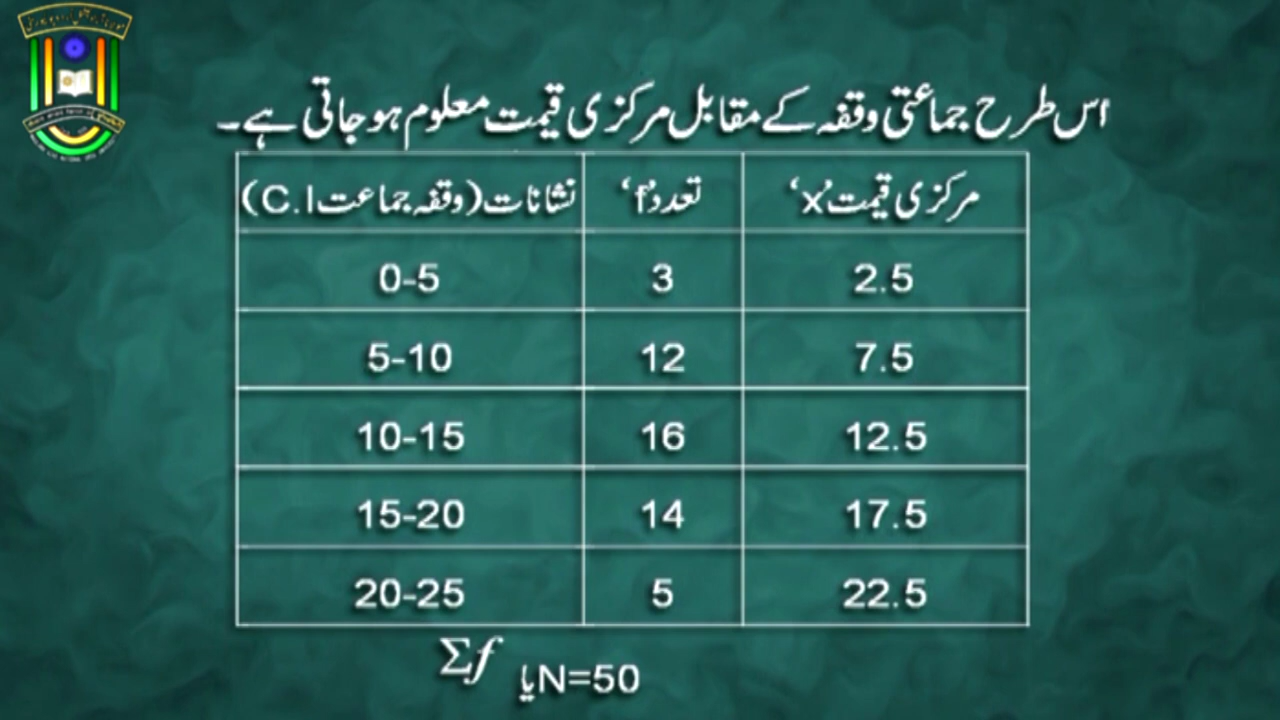 اس طرح جماعتی وقفہ کے مقابل مرکزی قیمت معلوم ہوجاتی ہے۔
نشانات (وقفہ جماعت C.I) تعدد 'f' مرکزی قیمت 'x'
0-5 3 2.5
5-10 12 7.5
10-15 16 12.5
15-20 14 17.5
20-25 5 22.5
Σf یا N=50